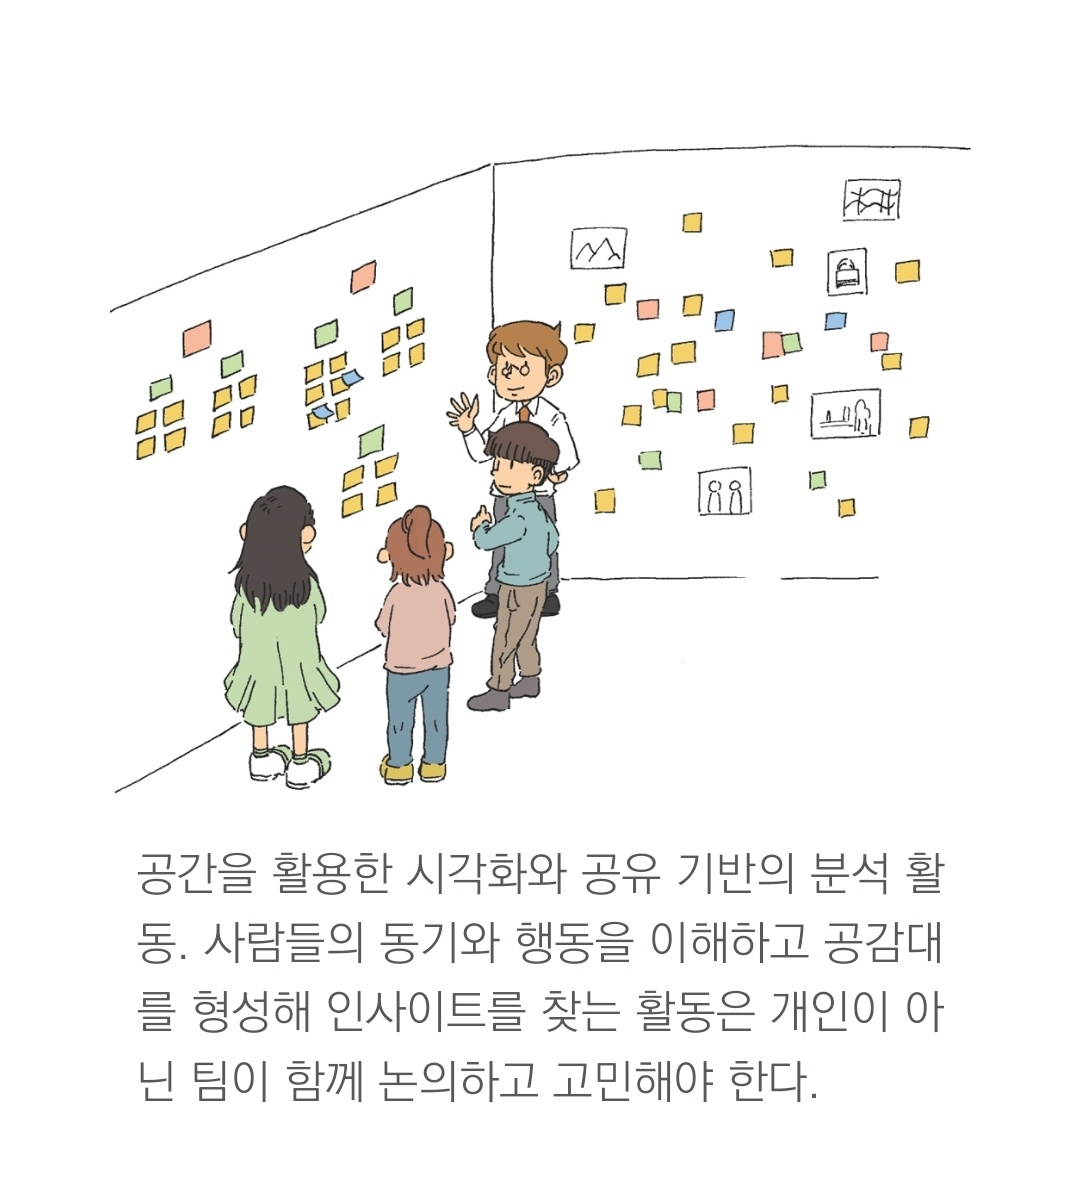 공간을 활용한 시각화와 공유 기반의 분석 활
동. 사람들의 동기와 행동을 이해하고 공감대
를 형성해 인사이트를 찾는 활동은 개인이 아
닌 팀이 함께 논의하고 고민해야 한다.